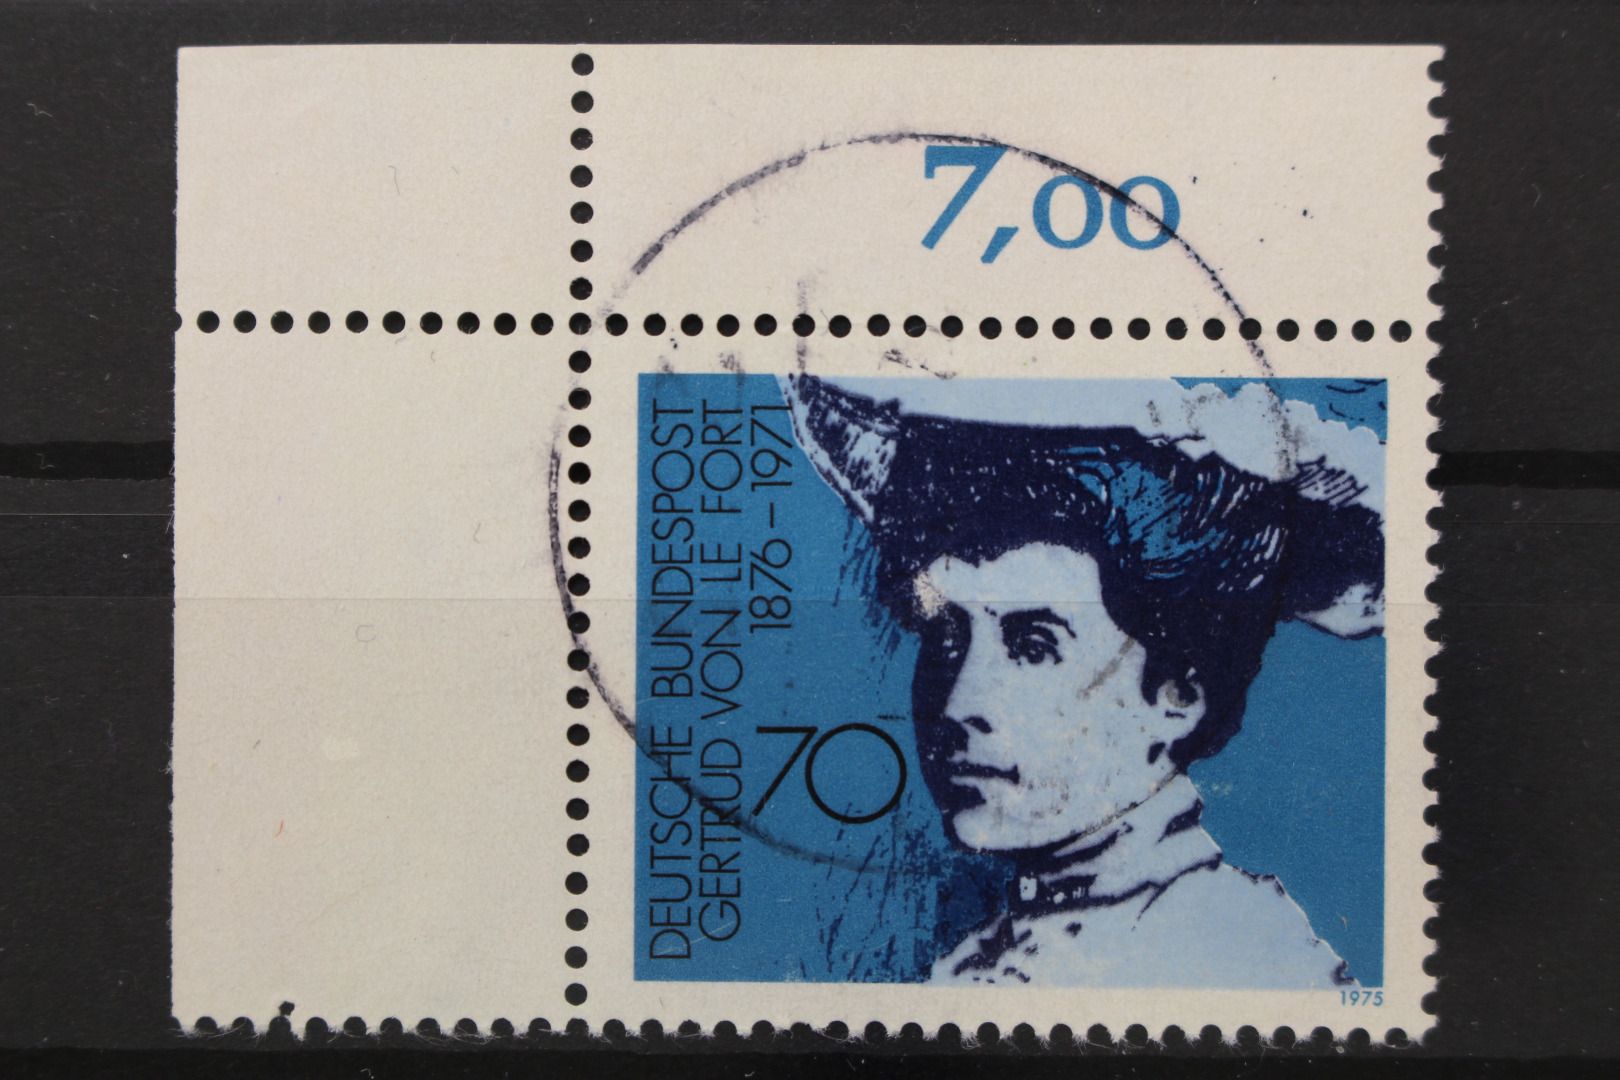 7,00
DEUTSCHE BUNDESPOST
GERTRUD VON LE FORT
1876–1971
70
1975